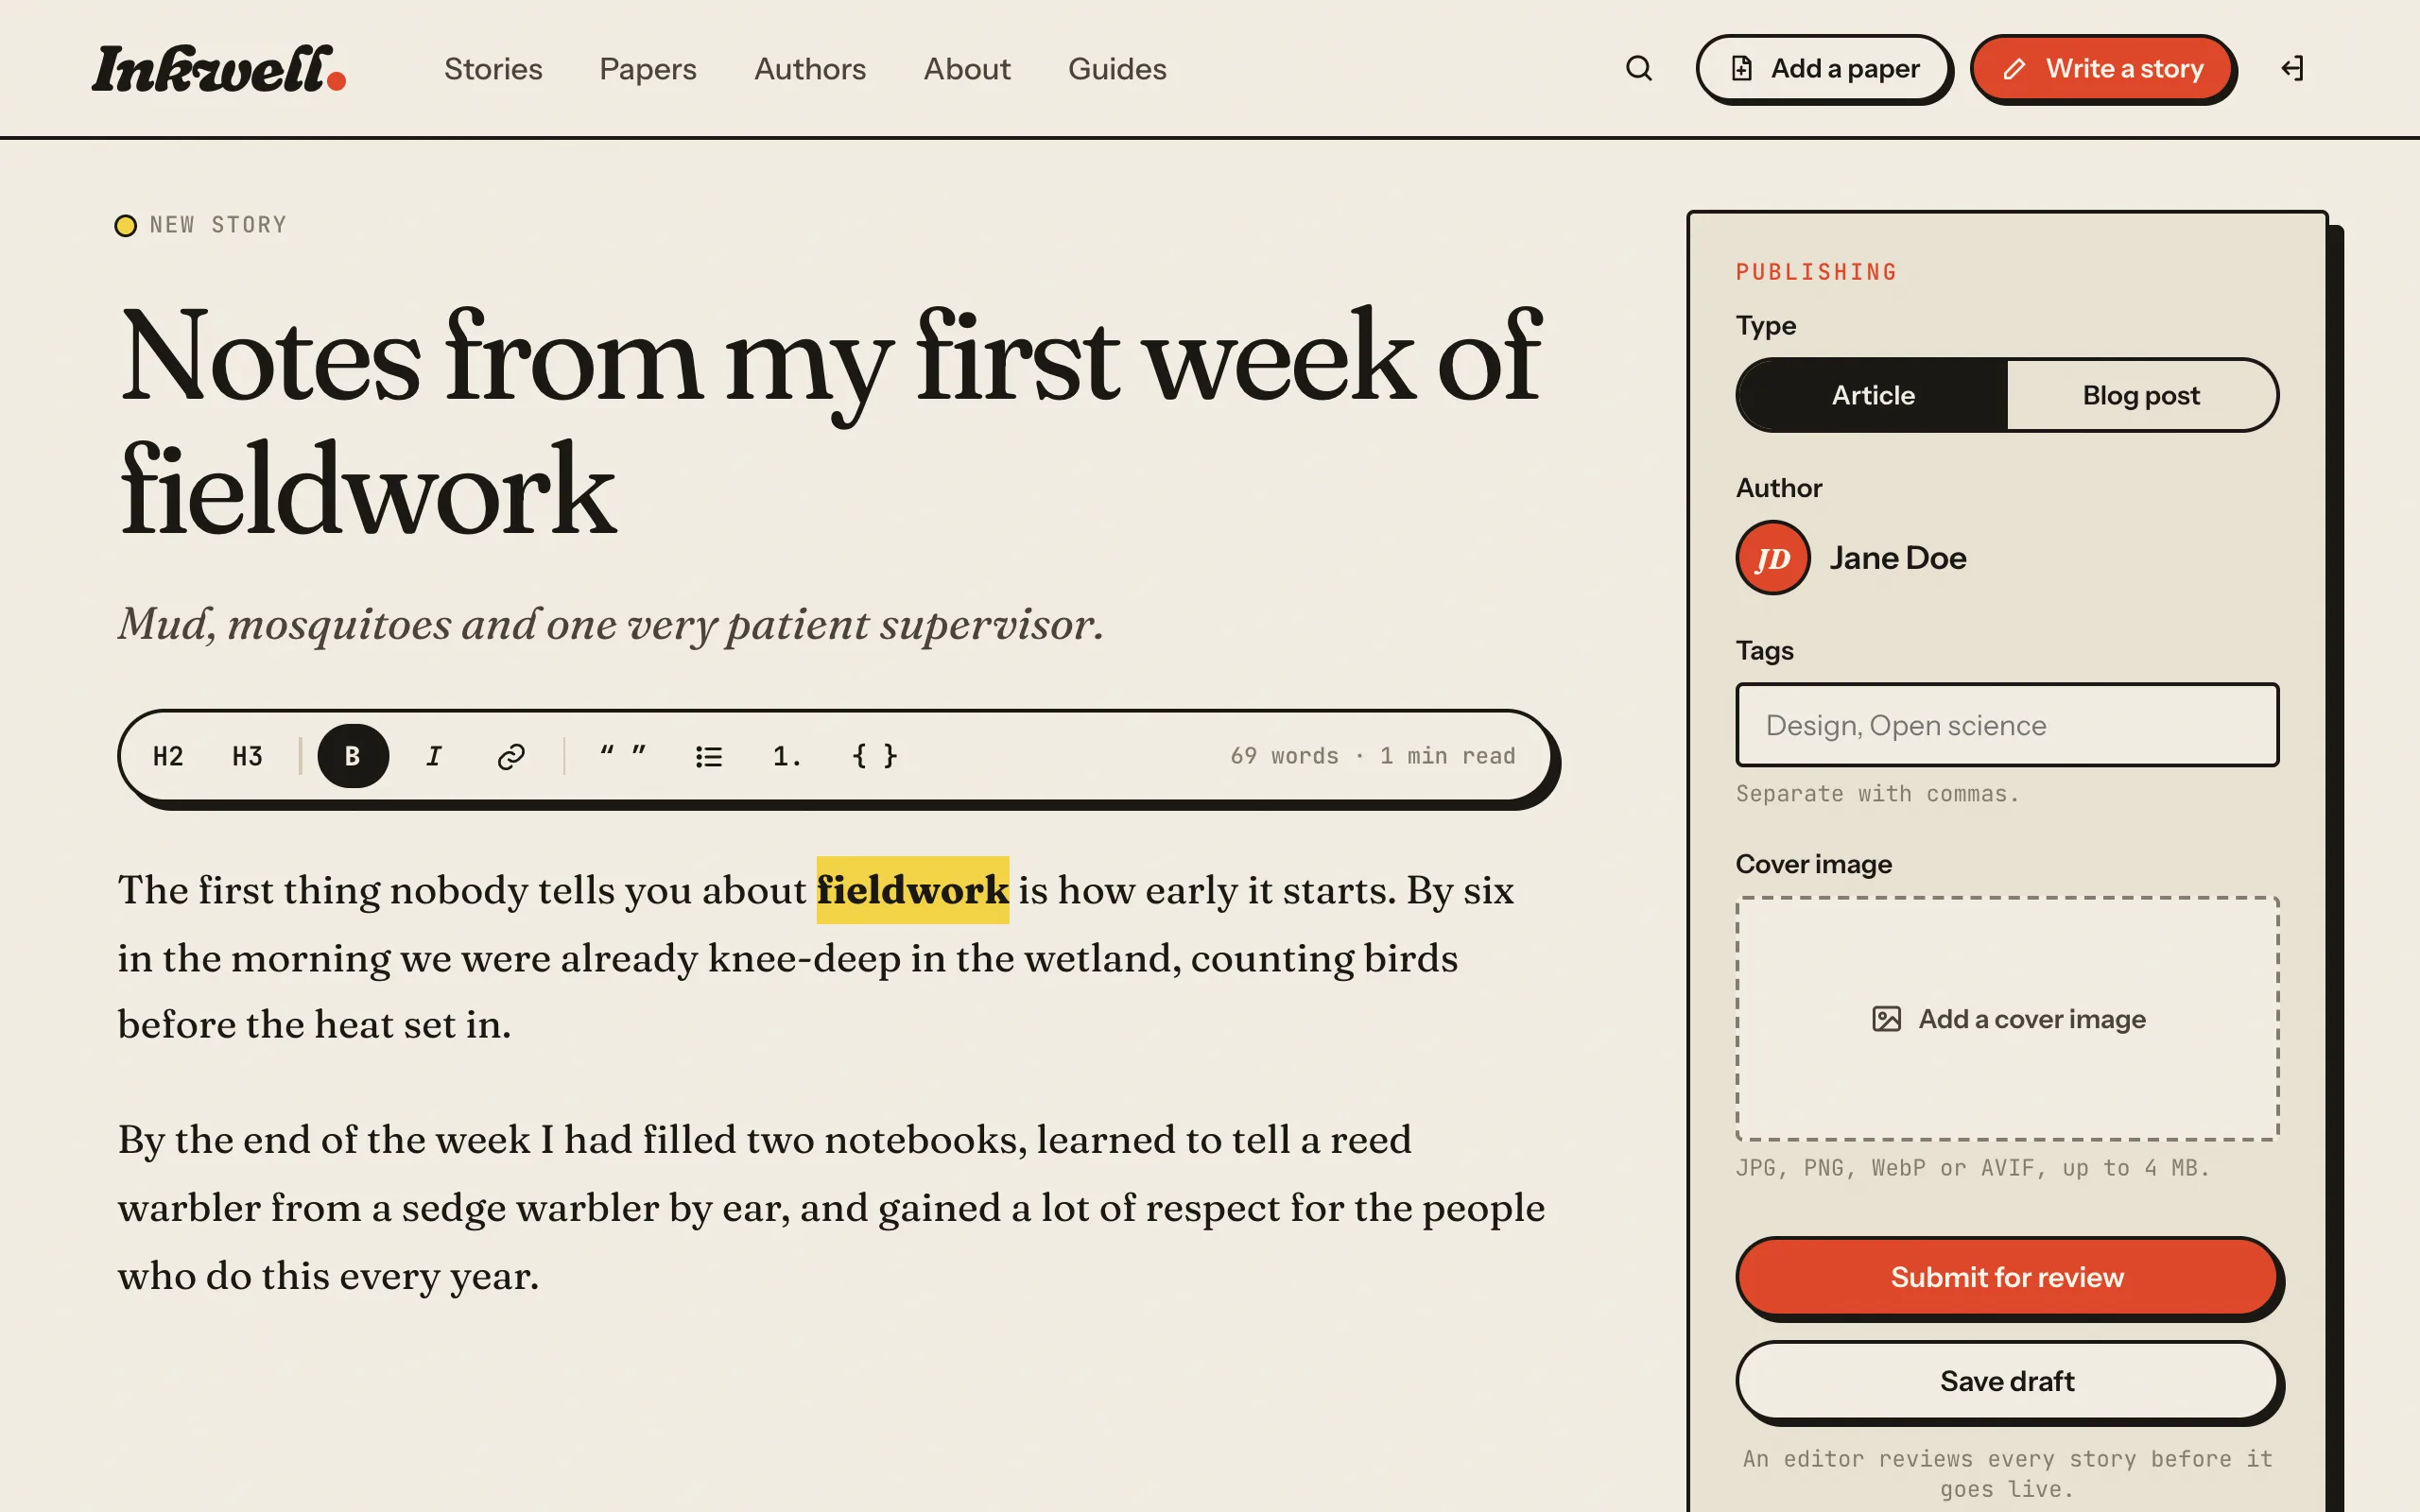 Inkwell.
Stories
Papers
Authors
About
Guides
Add a paper
Write a story
NEW STORY
Notes from my first week of
fieldwork
Mud, mosquitoes and one very patient supervisor.
H2 H3 B I “ ” 1. { } 69 words · 1 min read
The first thing nobody tells you about fieldwork is how early it starts. By six
in the morning we were already knee-deep in the wetland, counting birds
before the heat set in.
By the end of the week I had filled two notebooks, learned to tell a reed
warbler from a sedge warbler by ear, and gained a lot of respect for the people
who do this every year.
PUBLISHING
Type
Article
Blog post
Author
JD
Jane Doe
Tags
Design, Open science
Separate with commas.
Cover image
Add a cover image
JPG, PNG, WebP or AVIF, up to 4 MB.
Submit for review
Save draft
An editor reviews every story before it
goes live.